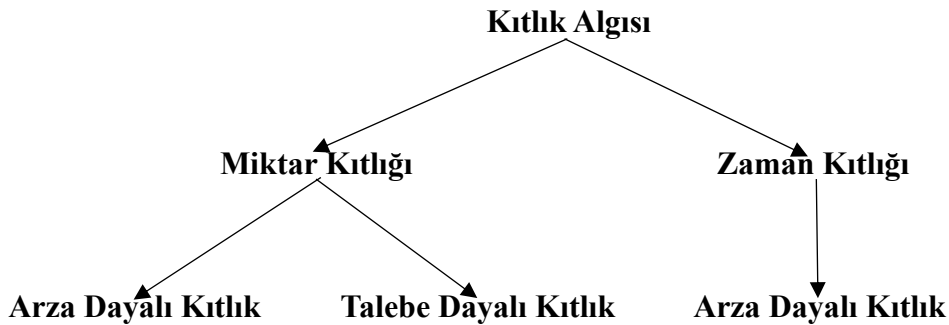 Kıtlık Algısı
Miktar Kıtlığı Zaman Kıtlığı
Arza Dayalı Kıtlık Talebe Dayalı Kıtlık Arza Dayalı Kıtlık